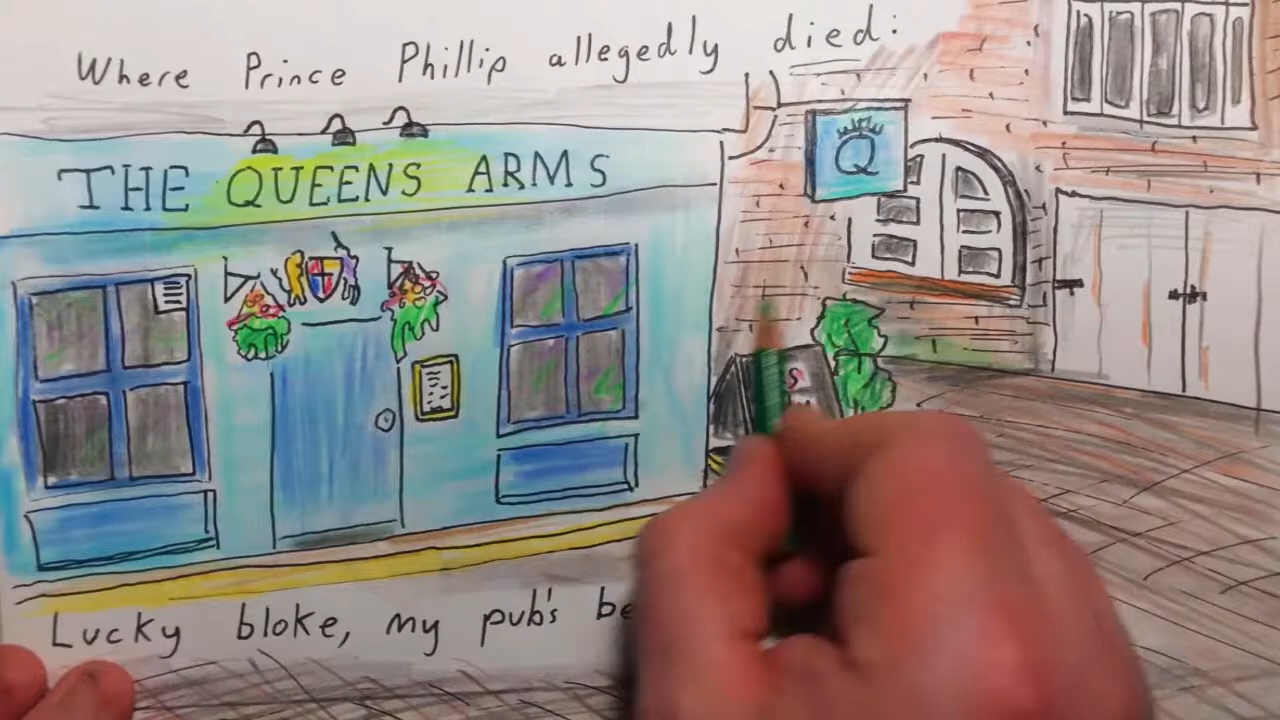 Where Prince Phillip allegedly died:
THE QUEENS ARMS
Q
S
Lucky bloke, my pub's be